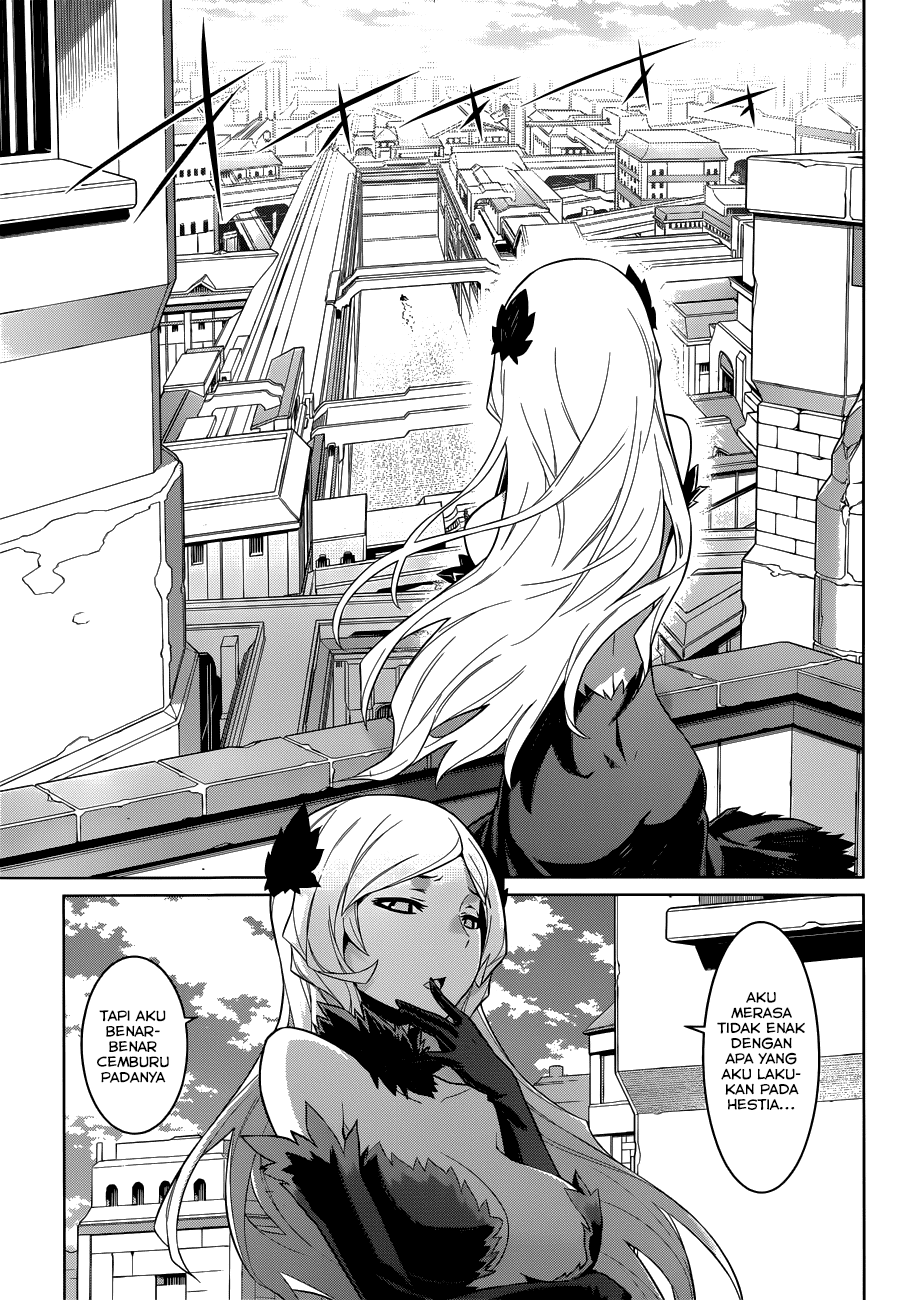 AKU
MERASA
TIDAK ENAK
DENGAN
APA YANG
AKU LAKU-
KAN PADA
HESTIA...
TAPI AKU
BENAR-
BENAR
CEMBURU
PADANYA